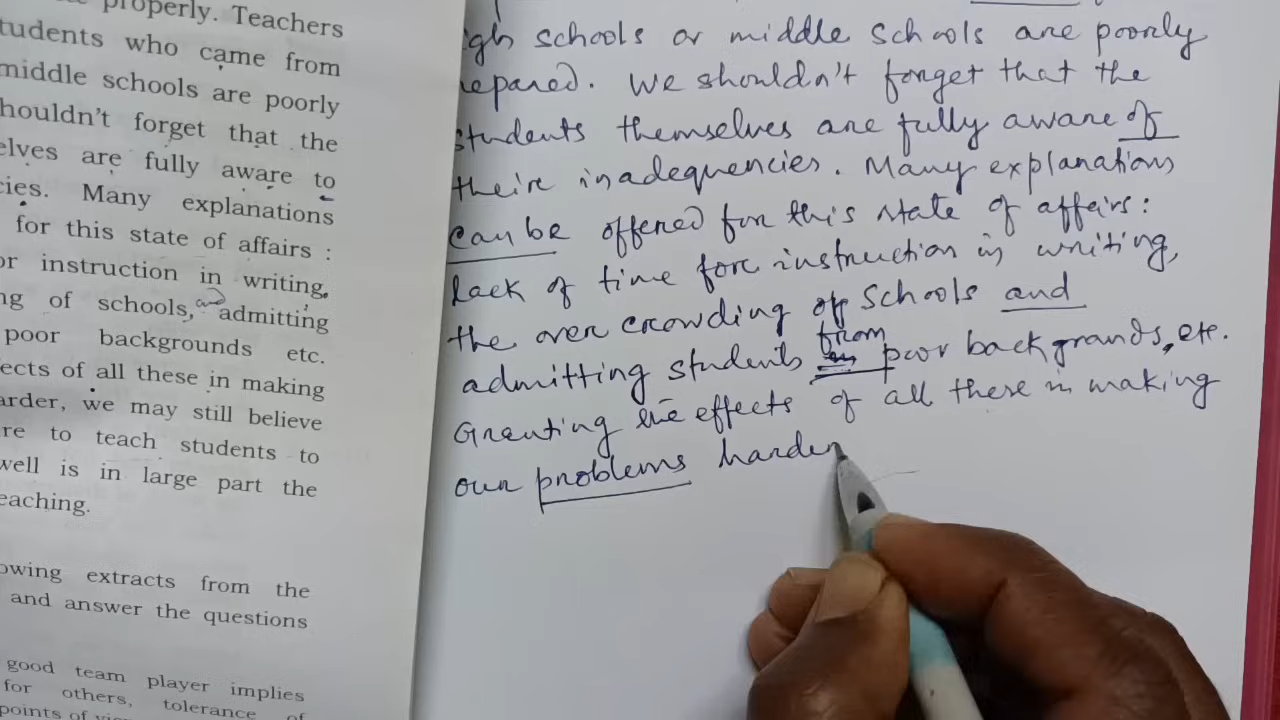 properly. Teachers
tudents who came from
middle schools are poorly
houldn't forget that the
elves are fully aware to
cies. Many explanations
for this state of affairs :
or instruction in writing,
ng of schools, and admitting
poor backgrounds etc.
ects of all these in making
arder, we may still believe
re to teach students to
well is in large part the
eaching.
owing extracts from the
and answer the questions
good team player implies
for others, tolerance of
points of vie
igh schools or middle schools are poorly
repared. We shouldn't forget that the
students themselves are fully aware of
their inadequencies. Many explanations
can be offered for this state of affairs:
lack of time for instruction in writing,
the over crowding of schools and
admitting students from poor backgrands, etc.
Granting the effects of all these in making
our problems harder